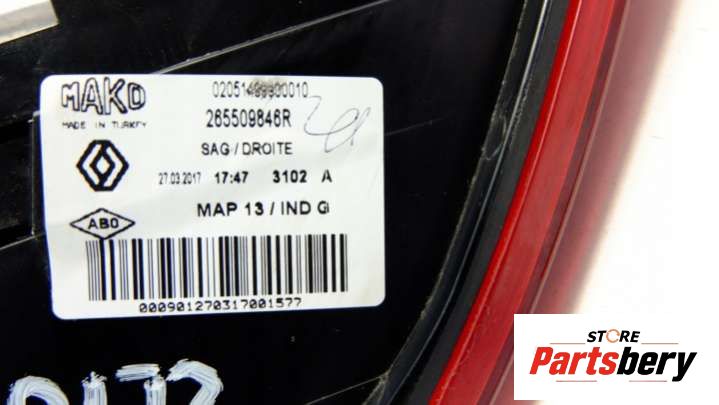 MAKO
MADE IN TURKEY
265509846R
SAG / DROITE
27.03.2017 17:47 3102 A
ABO
MAP 13 / IND G
000901270317001577
STORE
Partsbery